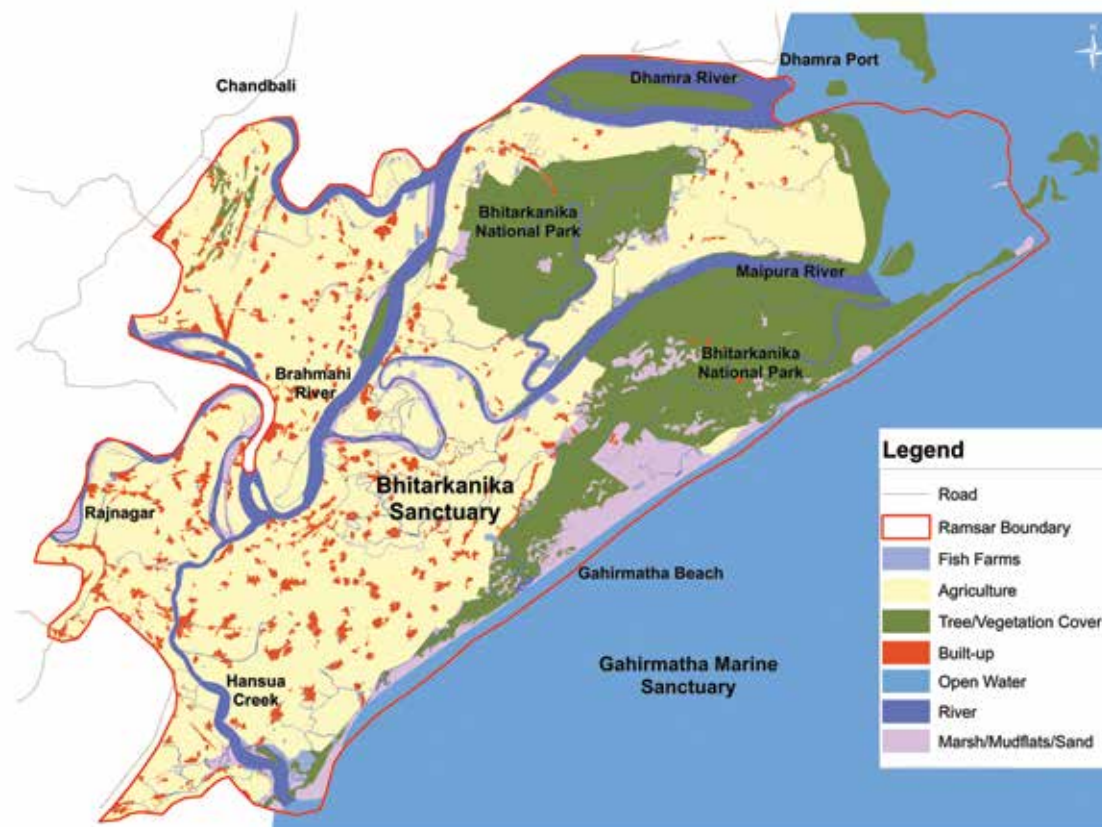 N
Dhamra Port
Dhamra River
Chandbali
Bhitarkanika
National Park
Maipura River
Bhitarkanika
National Park
Brahmahi
River
Bhitarkanika
Sanctuary
Rajnagar
Gahirmatha Beach
Gahirmatha Marine
Sanctuary
Hansua
Creek
Legend
Road
Ramsar Boundary
Fish Farms
Agriculture
Tree/Vegetation Cover
Built-up
Open Water
River
Marsh/Mudflats/Sand